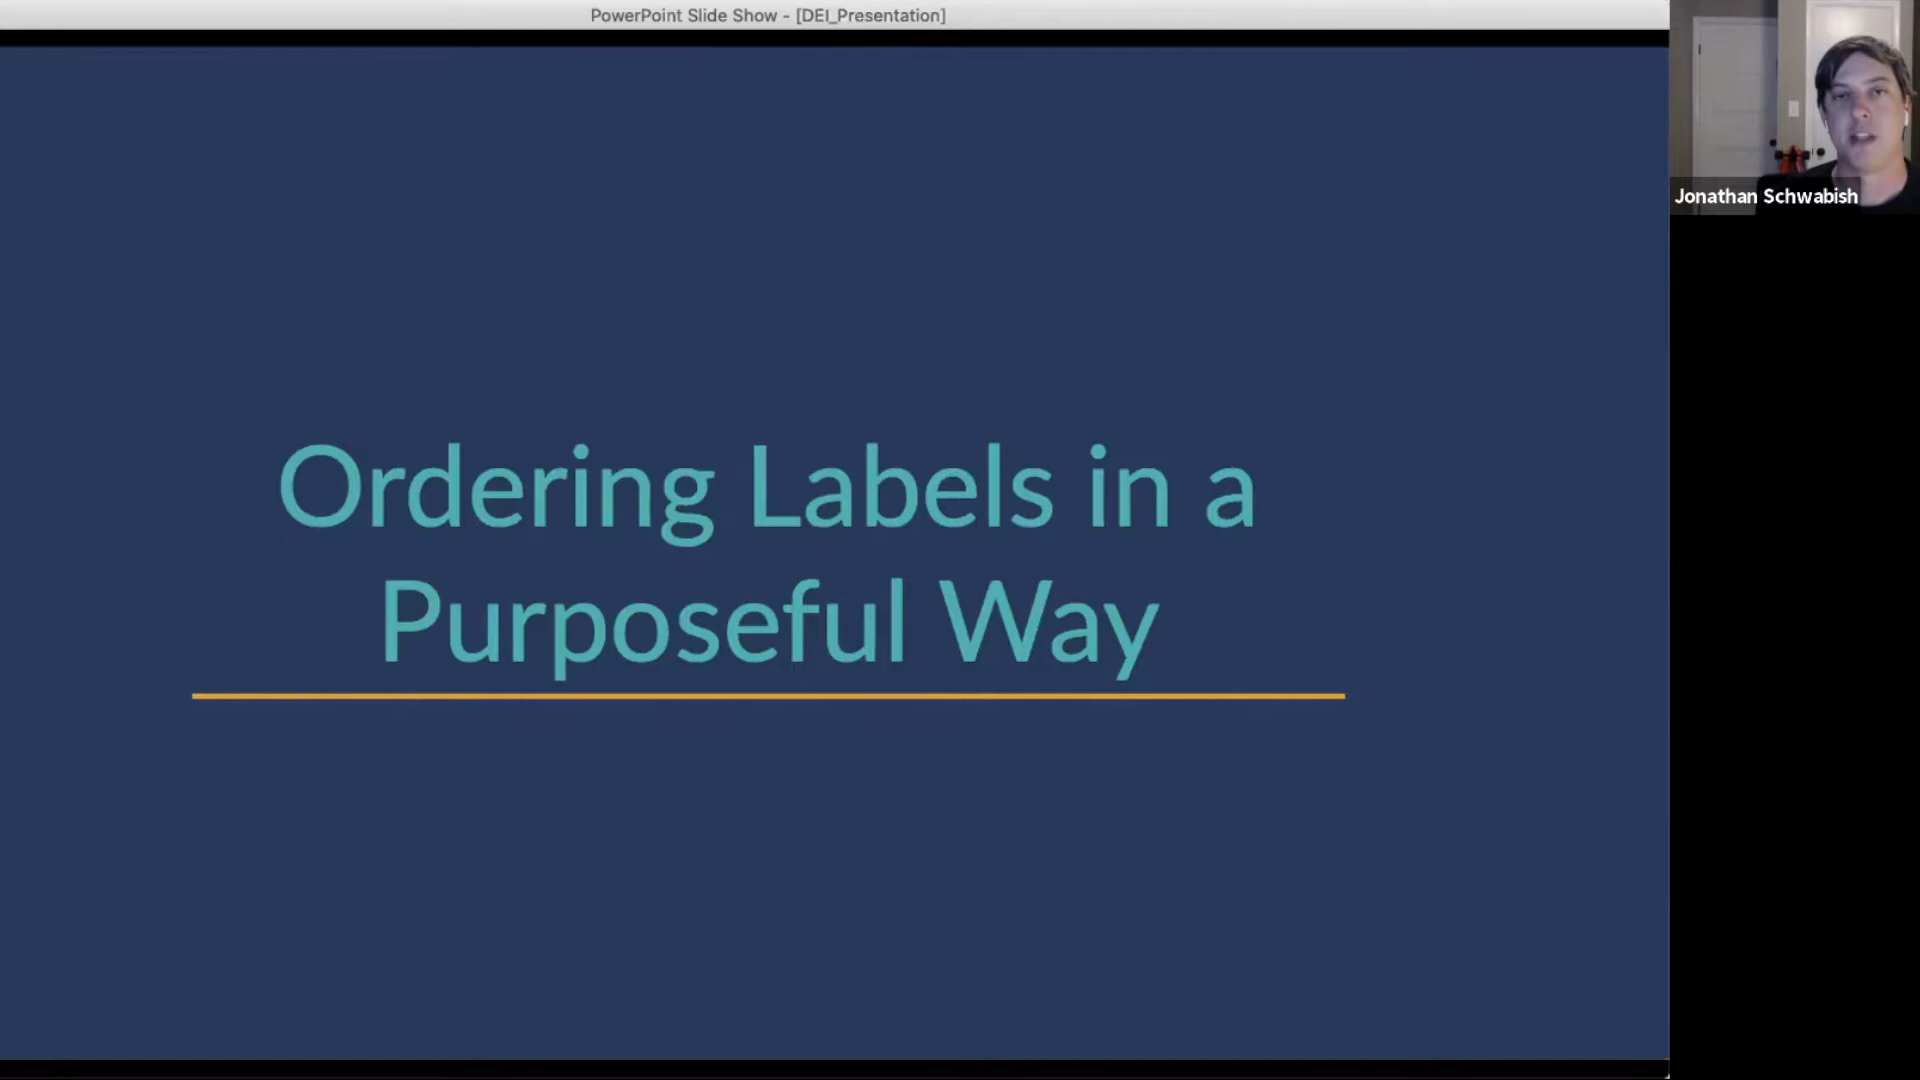 PowerPoint Slide Show - [DEI_Presentation]
Jonathan Schwabish
Ordering Labels in a
Purposeful Way